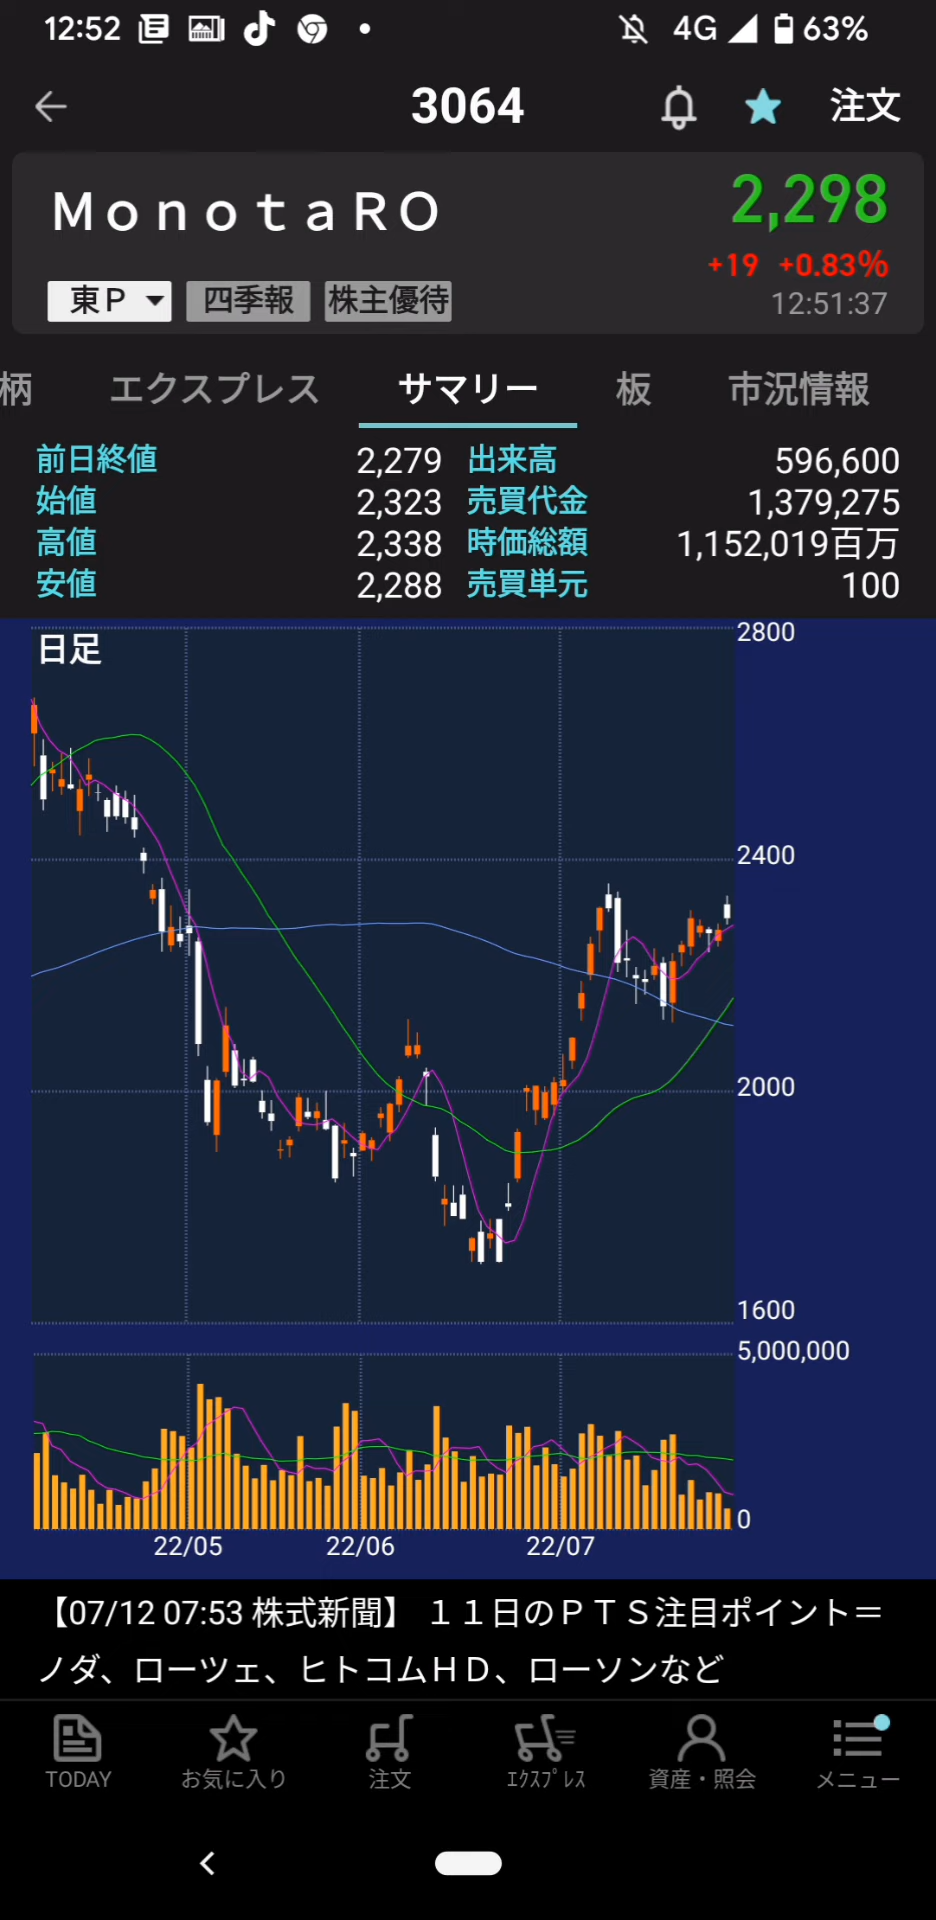 12:52 4G 63%
3064 注文
ＭｏｎｏｔａＲＯ 2,298
+19 +0.83%
東Ｐ 四季報 株主優待 12:51:37
柄 エクスプレス サマリー 板 市況情報
前日終値 2,279 出来高 596,600
始値 2,323 売買代金 1,379,275
高値 2,338 時価総額 1,152,019百万
安値 2,288 売買単元 100
日足 2800
2400
2000
1600
5,000,000
0
22/05 22/06 22/07
【07/12 07:53 株式新聞】 １１日のＰＴＳ注目ポイント＝
ノダ、ローツェ、ヒトコムＨＤ、ローソンなど
TODAY お気に入り 注文 ｴｸｽﾌﾟﾚｽ 資産・照会 メニュー